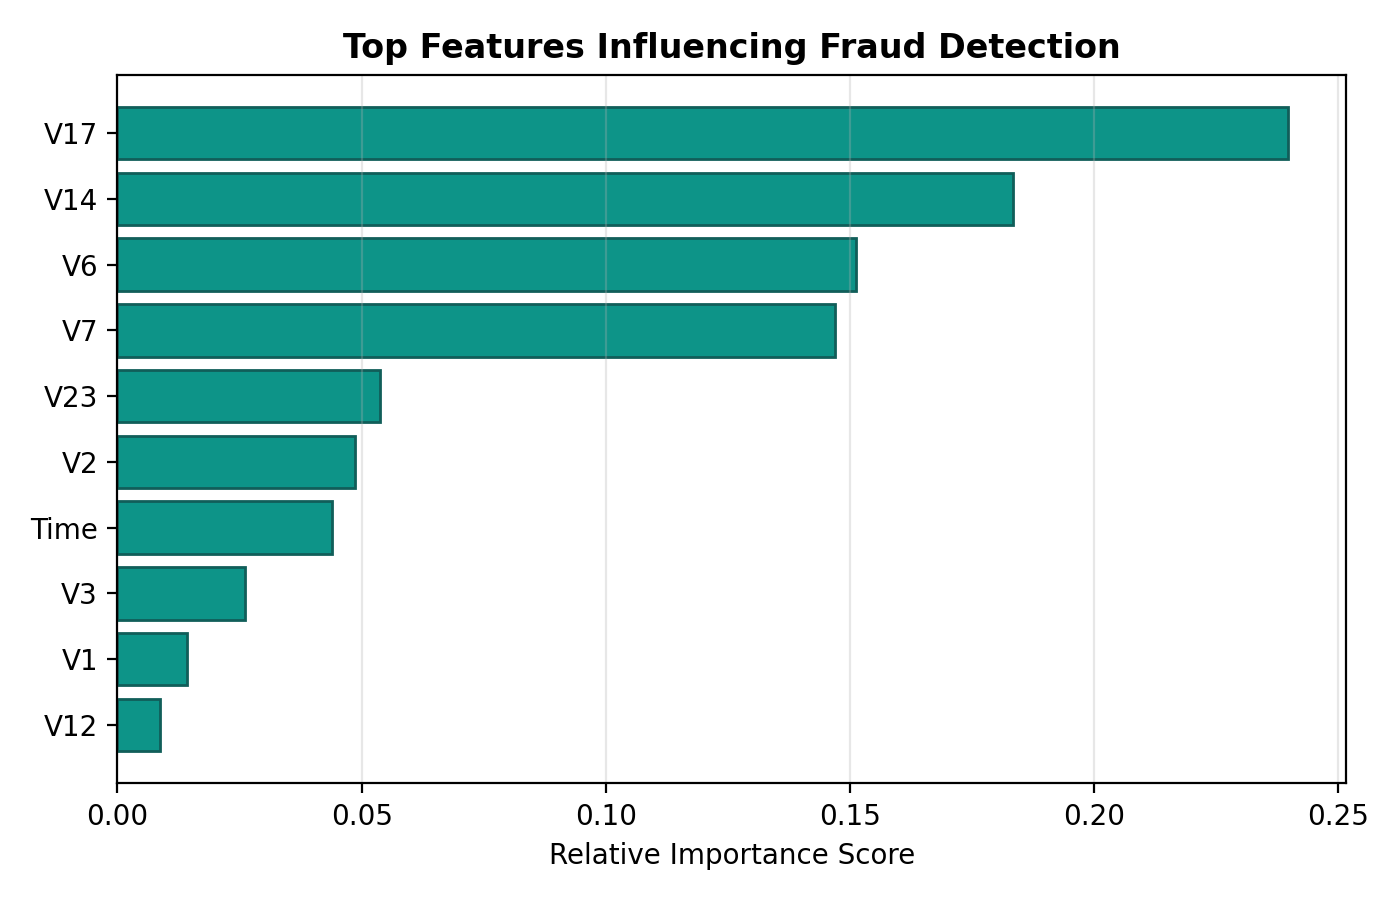 Top Features Influencing Fraud Detection
V17
V14
V6
V7
V23
V2
Time
V3
V1
V12
0.00 0.05 0.10 0.15 0.20 0.25
Relative Importance Score